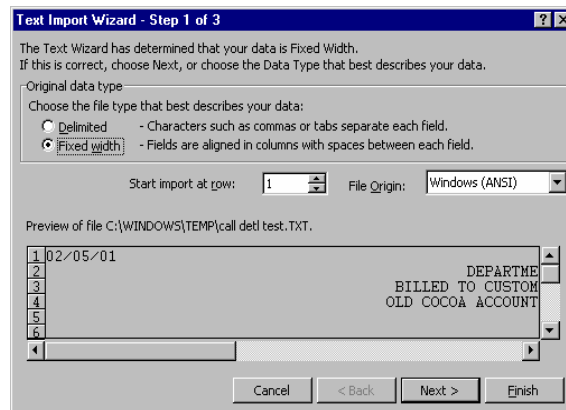 Text Import Wizard - Step 1 of 3
The Text Wizard has determined that your data is Fixed Width.
If this is correct, choose Next, or choose the Data Type that best describes your data.
Original data type
Choose the file type that best describes your data:
Delimited - Characters such as commas or tabs separate each field.
Fixed width - Fields are aligned in columns with spaces between each field.
Start import at row: 1 File Origin: Windows (ANSI)
Preview of file C:\WINDOWS\TEMP\call detl test.TXT.
1 02/05/01
2 DEPARTME
3 BILLED TO CUSTOM
4 OLD COCOA ACCOUNT
5
6
Cancel < Back Next > Finish